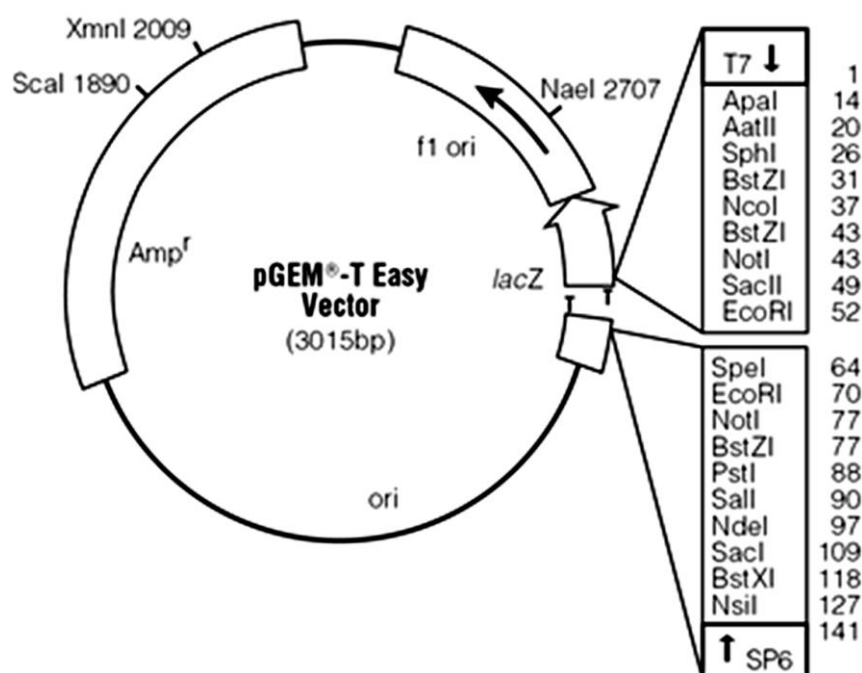 XmnI 2009
ScaI 1890
NaeI 2707
f1 ori
Ampr
pGEM®-T Easy
Vector
(3015bp)
lacZ
T
T
ori
T7 ↓
1
ApaI 14
AatII 20
SphI 26
BstZI 31
NcoI 37
BstZI 43
NotI 43
SacII 49
EcoRI 52
SpeI 64
EcoRI 70
NotI 77
BstZI 77
PstI 88
SalI 90
NdeI 97
SacI 109
BstXI 118
NsiI 127
141
↑ SP6